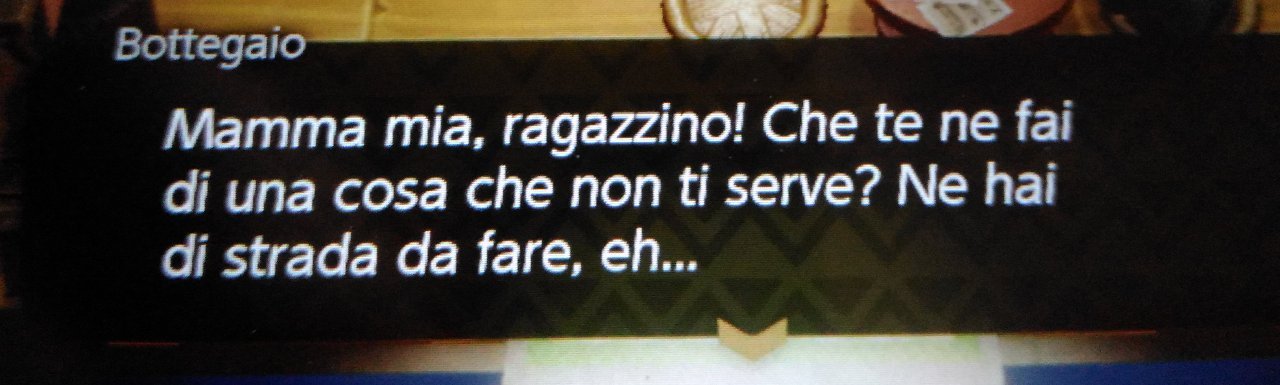 Bottegaio
Mamma mia, ragazzino! Che te ne fai
di una cosa che non ti serve? Ne hai
di strada da fare, eh...